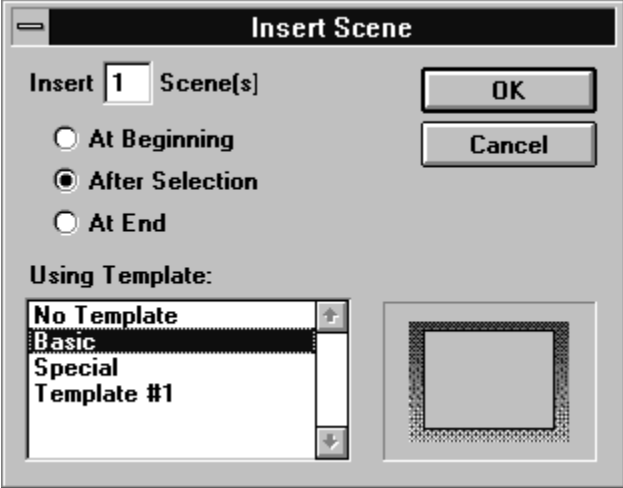 Insert Scene
Insert 1 Scene(s)
OK
At Beginning
Cancel
After Selection
At End
Using Template:
No Template
Basic
Special
Template #1